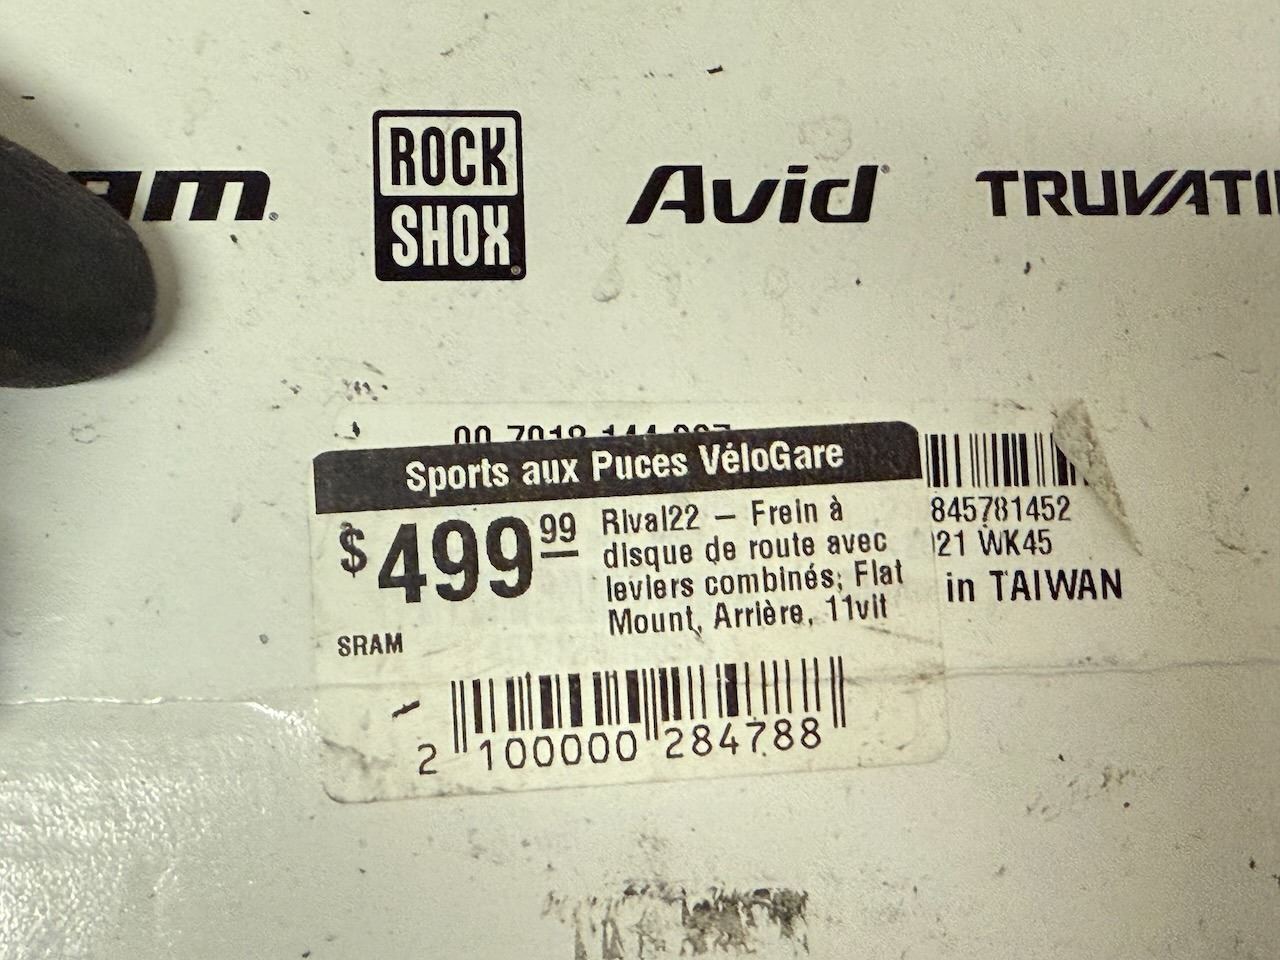 ROCK
SHOX
Avid
Sports aux Puces VéloGare
$499.99
Rival22 – Frein à
disque de route avec
leviers combinés; Flat
Mount, Arrière, 11vit
SRAM
2 100000 284788
845781452
21 WK45
in TAIWAN